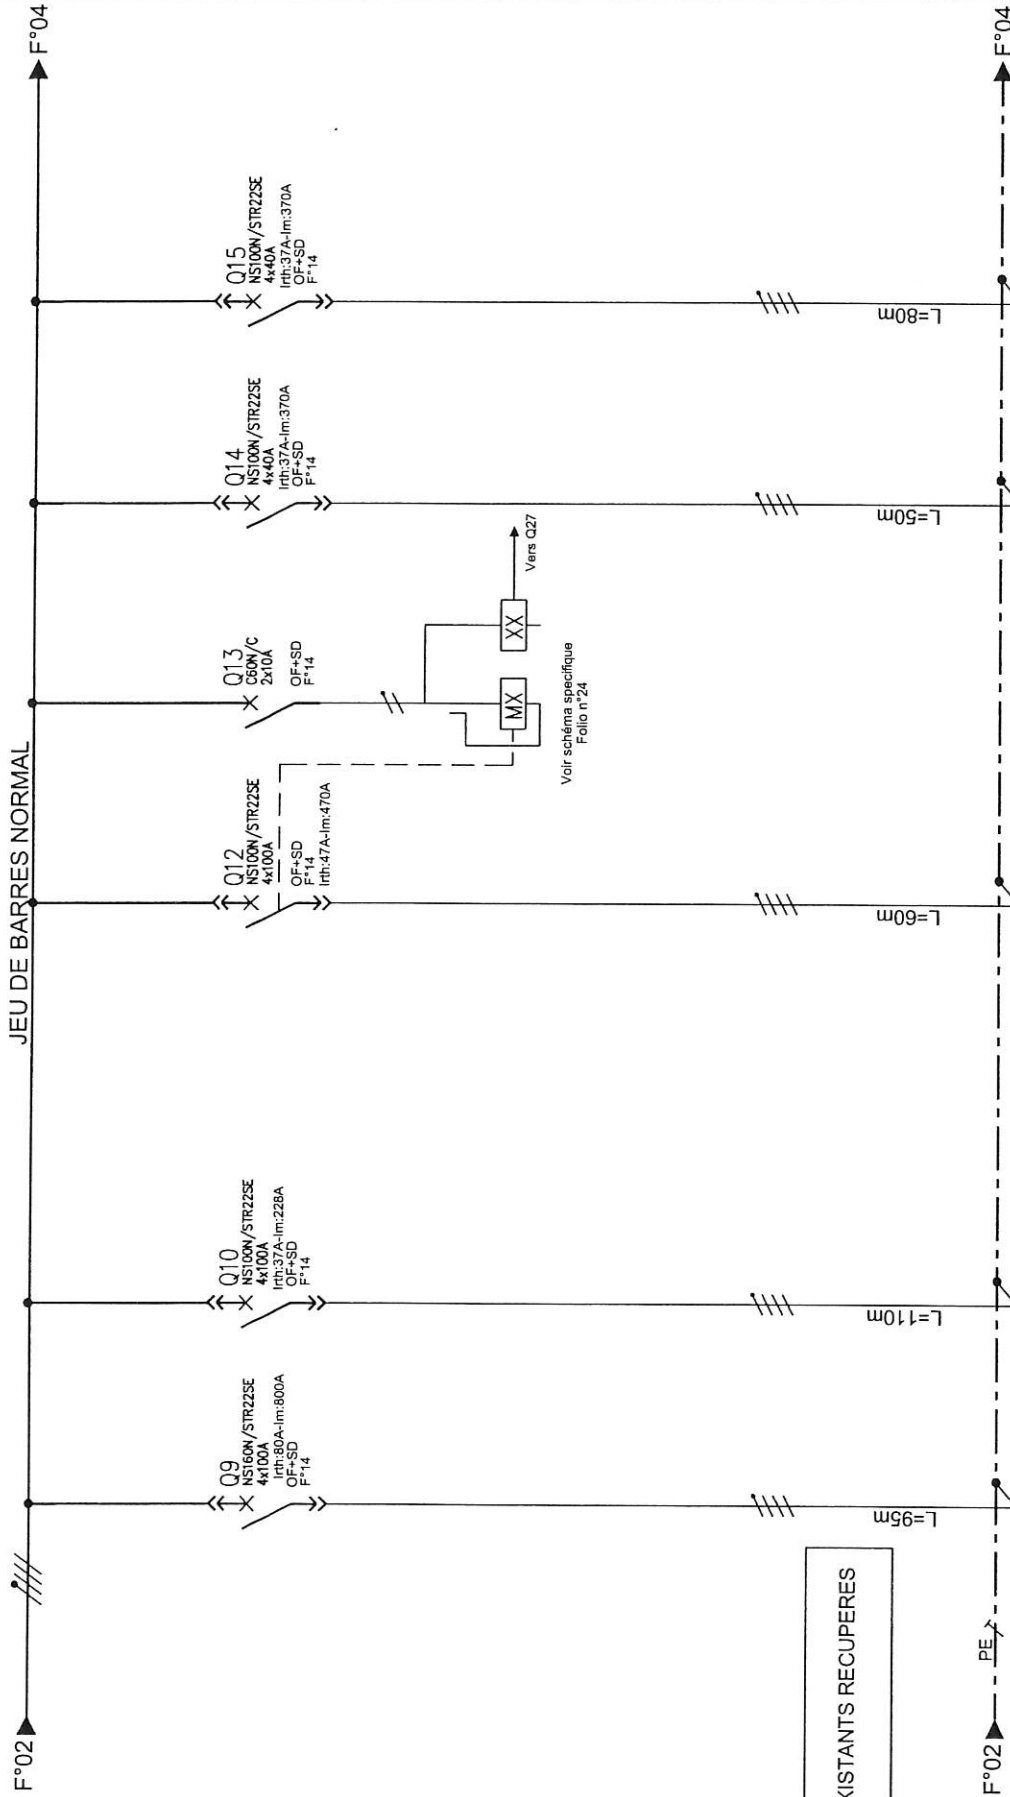 JEU DE BARRES NORMAL
F°02
F°04
Q9
NS160N/STR22SE
4x100A
Irth:80A-Im:800A
OF+SD
F°14
L=95m
Q10
NS100N/STR22SE
4x100A
Irth:37A-Im:228A
OF+SD
F°14
L=110m
Q12
NS100N/STR22SE
4x100A
OF+SD
F°14
Irth:47A-Im:470A
L=60m
Q13
C60N/C
2x10A
OF+SD
F°14
MX
XX
Vers Q27
Voir schéma specifique
Folio n°24
Q14
NS100N/STR22SE
4x40A
Irth:37A-Im:370A
OF+SD
F°14
L=50m
Q15
NS100N/STR22SE
4x40A
Irth:37A-Im:370A
OF+SD
F°14
L=80m
RECUPERES
F°02
PE
F°04